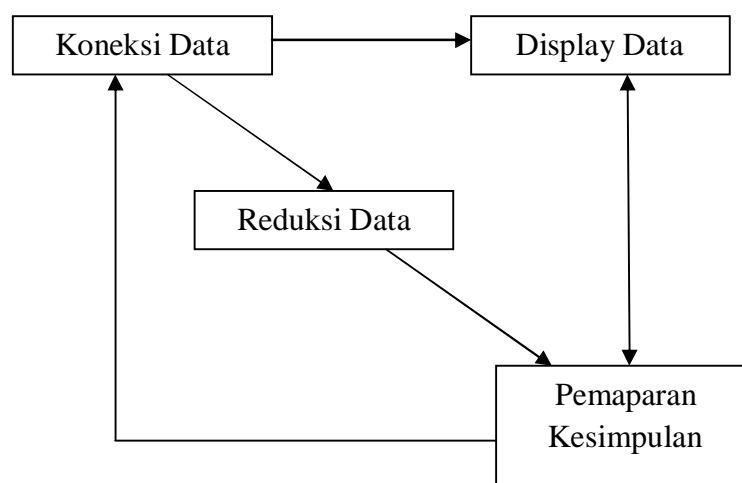 Koneksi Data
Display Data
Reduksi Data
Pemaparan
Kesimpulan